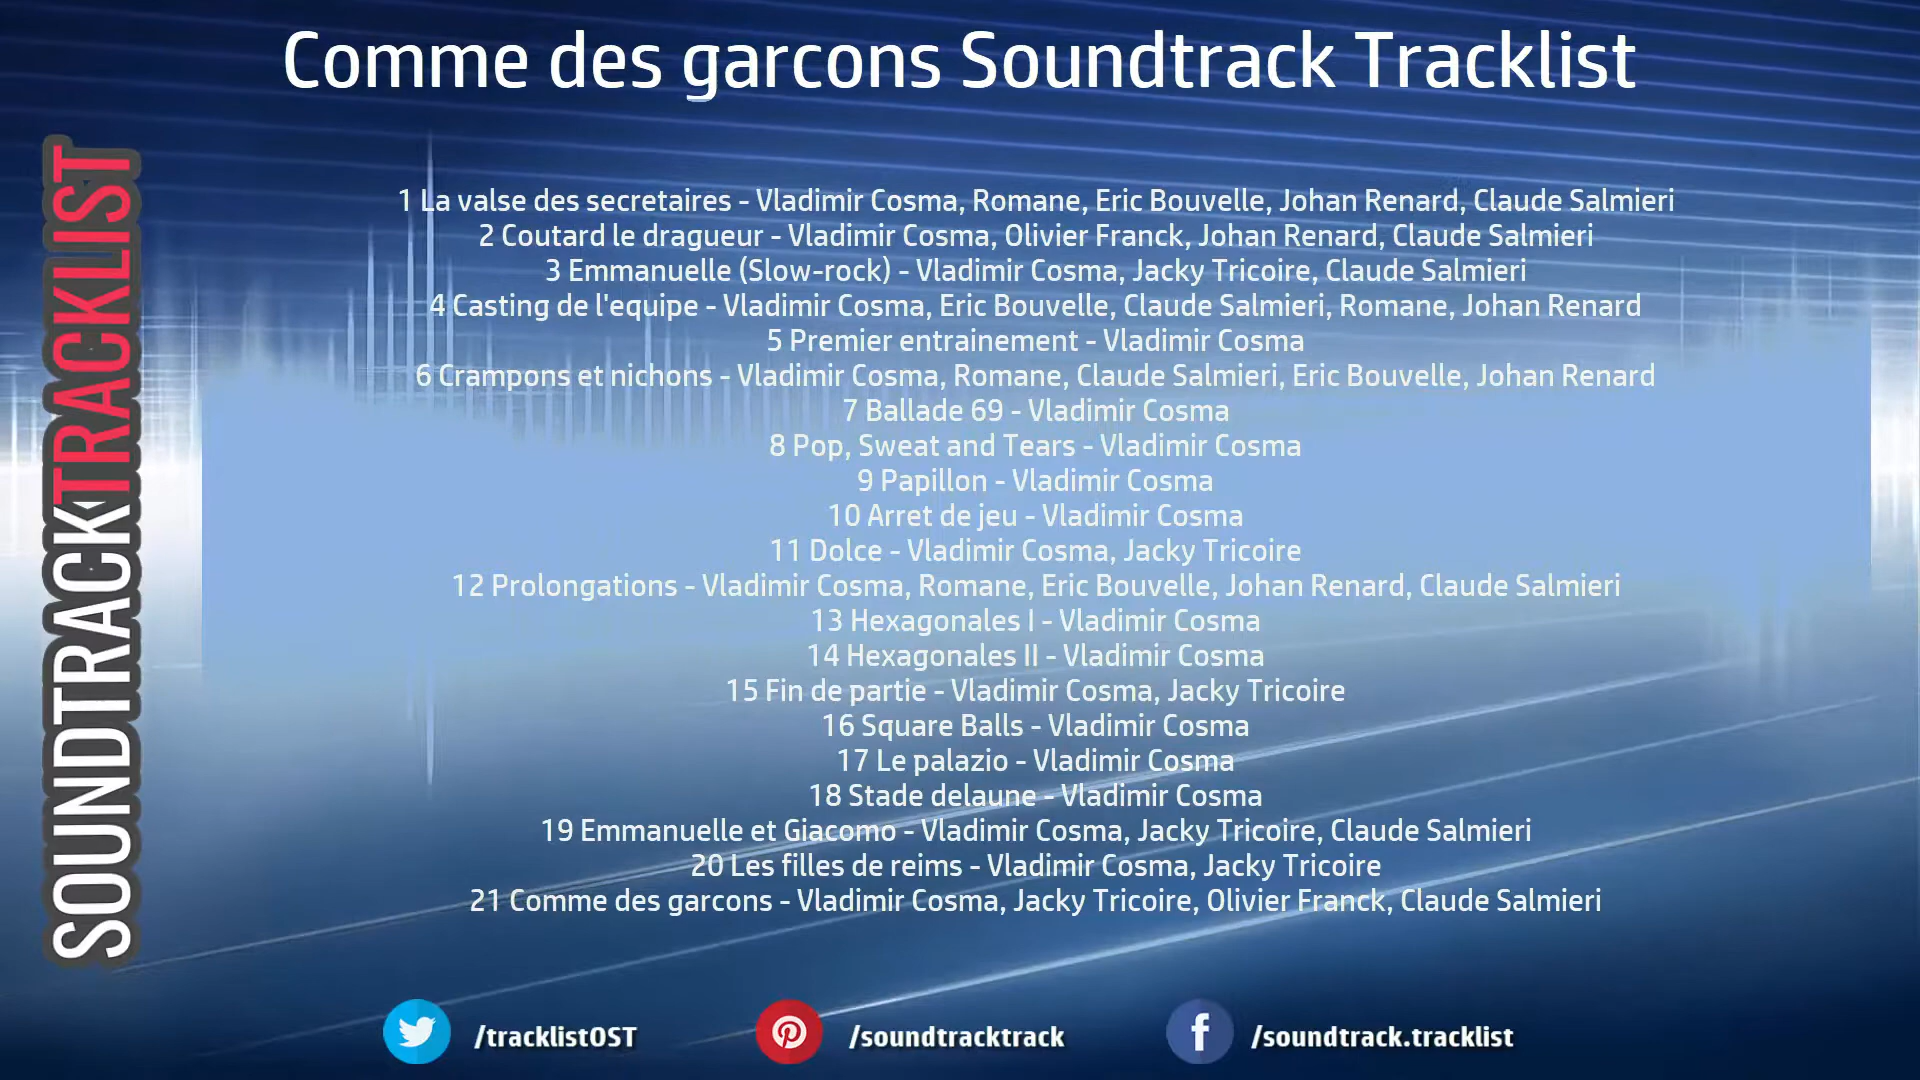 Comme des garcons Soundtrack Tracklist
SOUNDTRACKTRACKLIST
1 La valse des secretaires - Vladimir Cosma, Romane, Eric Bouvelle, Johan Renard, Claude Salmieri
2 Coutard le dragueur - Vladimir Cosma, Olivier Franck, Johan Renard, Claude Salmieri
3 Emmanuelle (Slow-rock) - Vladimir Cosma, Jacky Tricoire, Claude Salmieri
4 Casting de l'equipe - Vladimir Cosma, Eric Bouvelle, Claude Salmieri, Romane, Johan Renard
5 Premier entrainement - Vladimir Cosma
6 Crampons et nichons - Vladimir Cosma, Romane, Claude Salmieri, Eric Bouvelle, Johan Renard
7 Ballade 69 - Vladimir Cosma
8 Pop, Sweat and Tears - Vladimir Cosma
9 Papillon - Vladimir Cosma
10 Arret de jeu - Vladimir Cosma
11 Dolce - Vladimir Cosma, Jacky Tricoire
12 Prolongations - Vladimir Cosma, Romane, Eric Bouvelle, Johan Renard, Claude Salmieri
13 Hexagonales I - Vladimir Cosma
14 Hexagonales II - Vladimir Cosma
15 Fin de partie - Vladimir Cosma, Jacky Tricoire
16 Square Balls - Vladimir Cosma
17 Le palazio - Vladimir Cosma
18 Stade delaune - Vladimir Cosma
19 Emmanuelle et Giacomo - Vladimir Cosma, Jacky Tricoire, Claude Salmieri
20 Les filles de reims - Vladimir Cosma, Jacky Tricoire
21 Comme des garcons - Vladimir Cosma, Jacky Tricoire, Olivier Franck, Claude Salmieri
/tracklistOST
/soundtracktrack
/soundtrack.tracklist